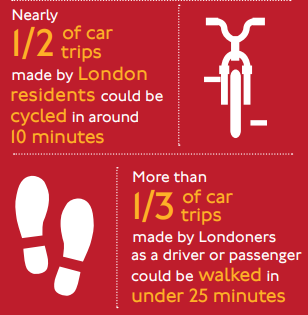 Nearly
1/2 of car
trips
made by London
residents could be
cycled in around
10 minutes
More than
1/3 of car
trips
made by Londoners
as a driver or passenger
could be walked in
under 25 minutes